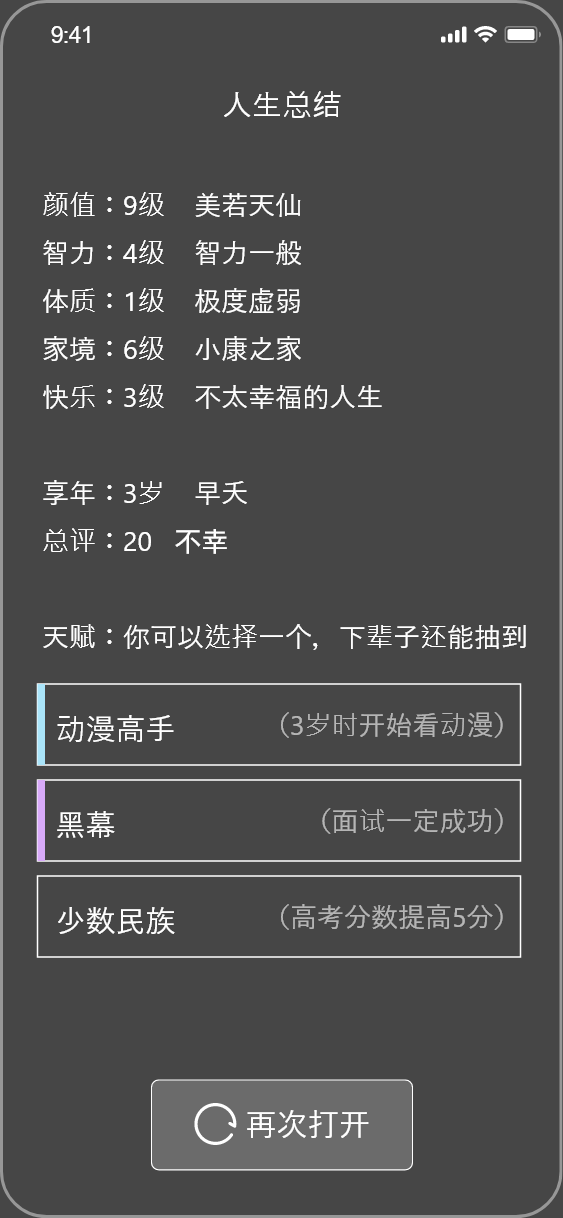 9:41
人生总结
颜值：9级 美若天仙
智力：4级 智力一般
体质：1级 极度虚弱
家境：6级 小康之家
快乐：3级 不太幸福的人生
享年：3岁 早夭
总评：20 不幸
天赋：你可以选择一个，下辈子还能抽到
动漫高手 （3岁时开始看动漫）
黑幕 （面试一定成功）
少数民族 （高考分数提高5分）
再次打开